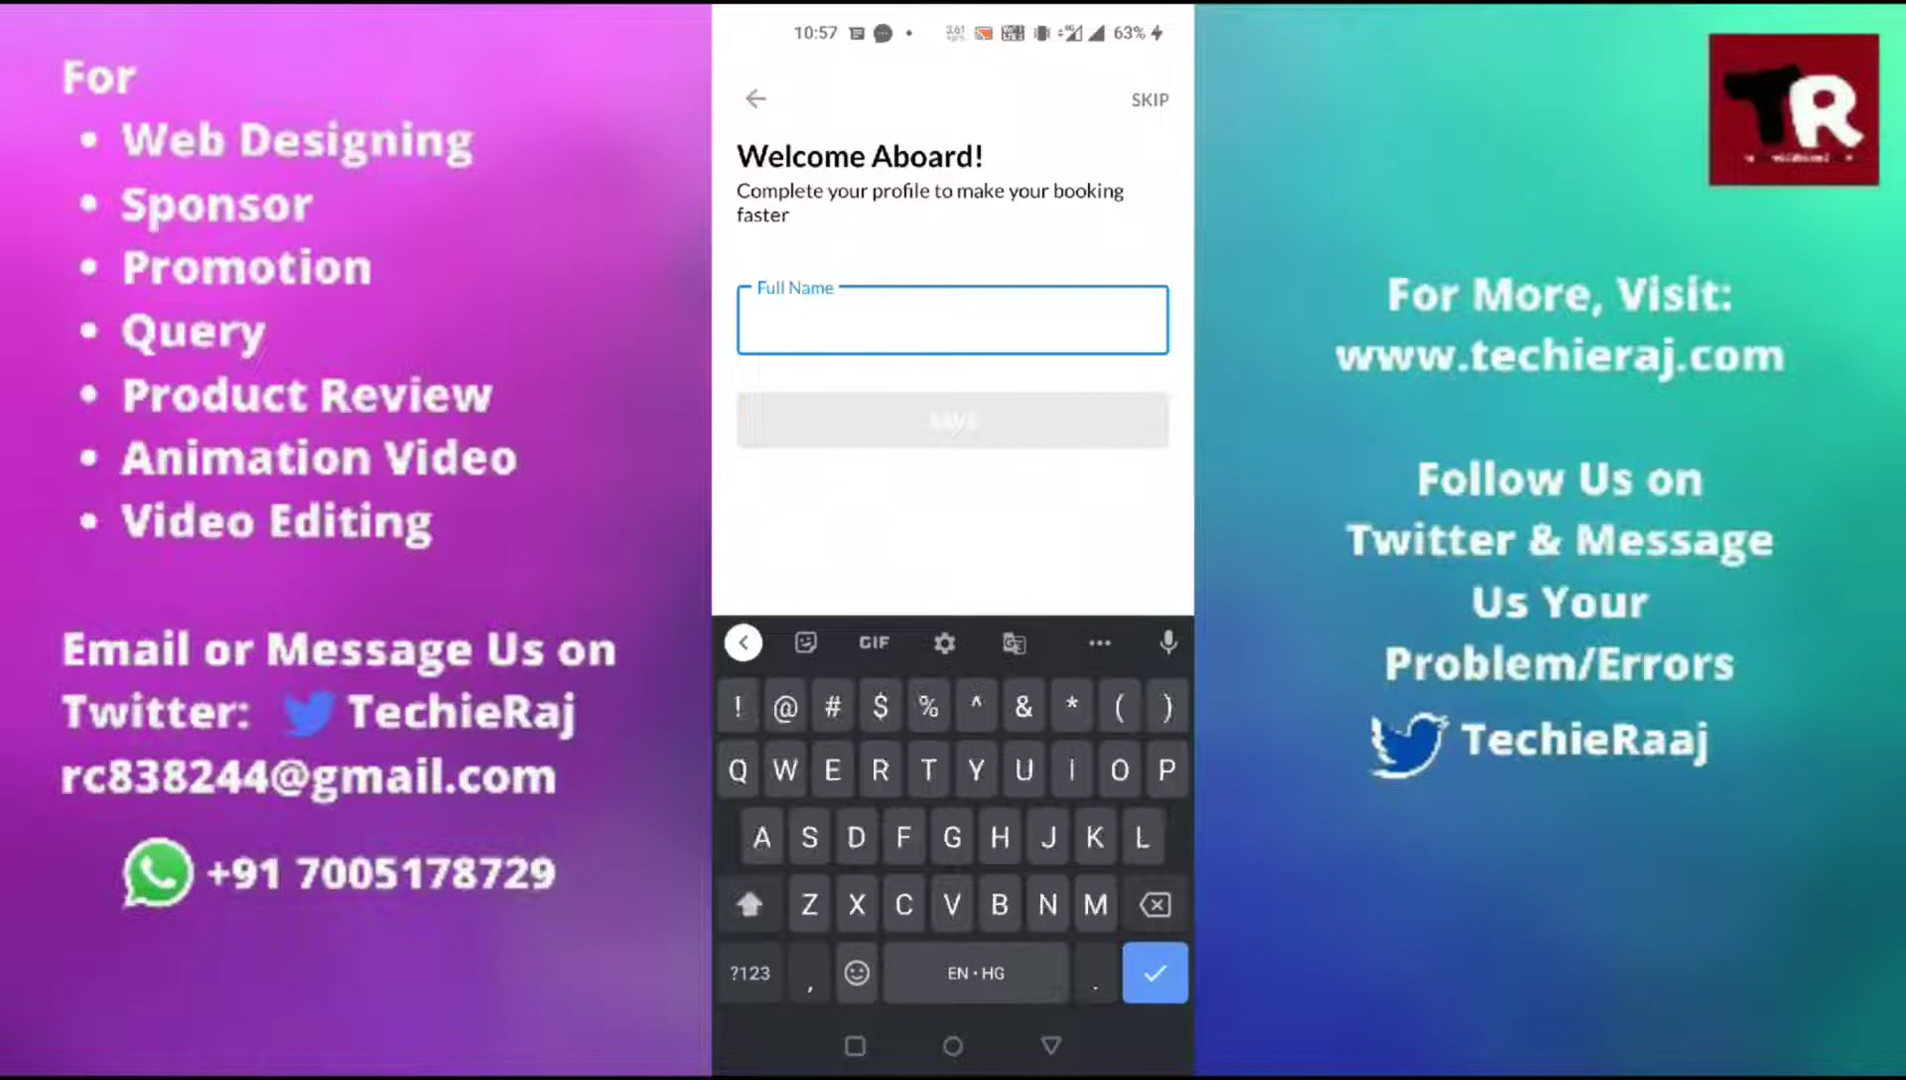 For
• Web Designing
• Sponsor
• Promotion
• Query
• Product Review
• Animation Video
• Video Editing
Email or Message Us on
Twitter: TechieRaj
rc838244@gmail.com
+91 7005178729
10:57
63%
SKIP
Welcome Aboard!
Complete your profile to make your booking
faster
Full Name
SAVE
GIF
! @ # $ % ^ & * ( )
Q W E R T Y U I O P
A S D F G H J K L
Z X C V B N M
?123 , EN • HG .
TR
For More, Visit:
www.techieraj.com
Follow Us on
Twitter & Message
Us Your
Problem/Errors
TechieRaaj